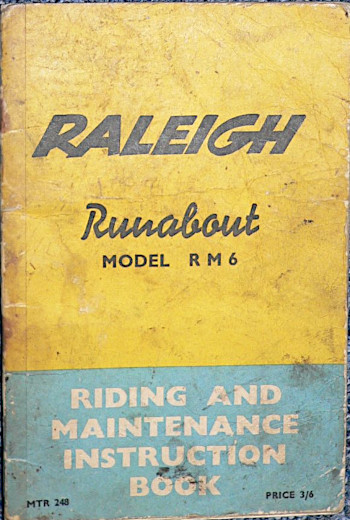 RALEIGH
Runabout
MODEL RM6
RIDING AND
MAINTENANCE
INSTRUCTION
BOOK
MTR 248 PRICE 3/6